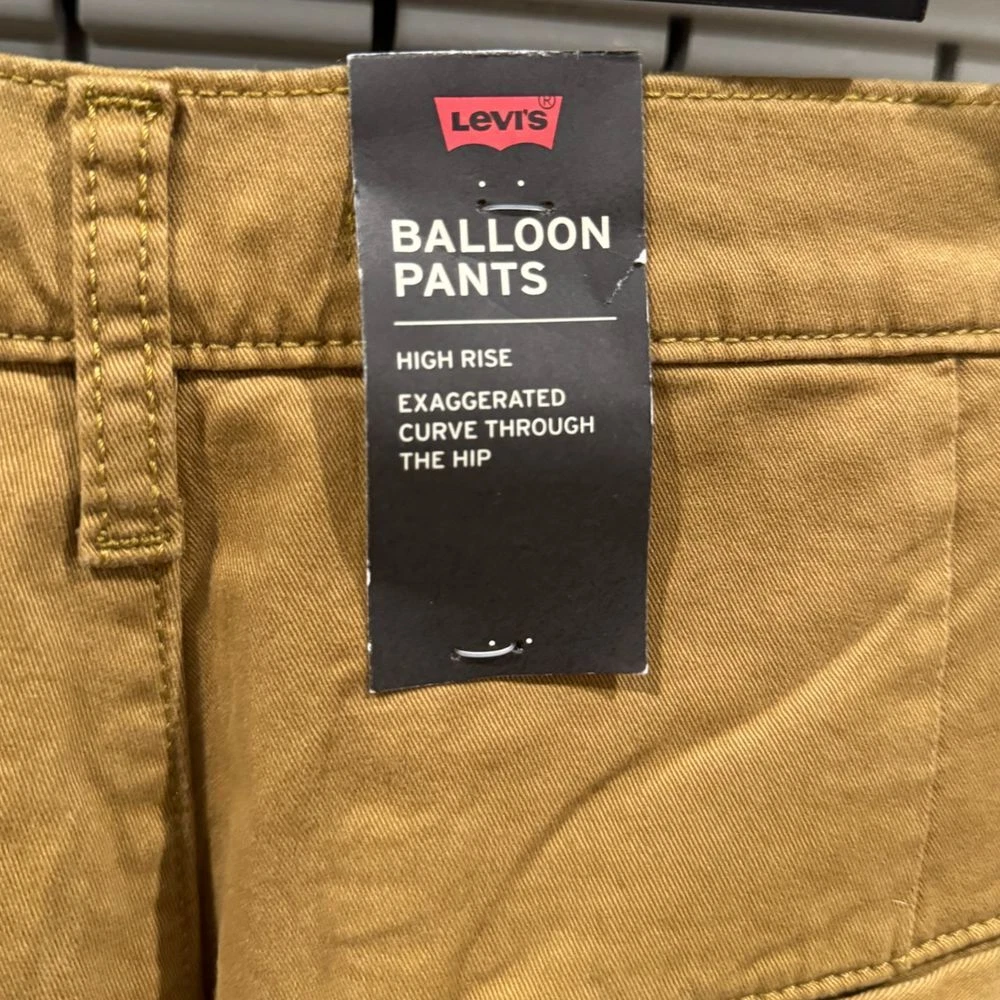 Levi's®
BALLOON
PANTS
HIGH RISE
EXAGGERATED
CURVE THROUGH
THE HIP